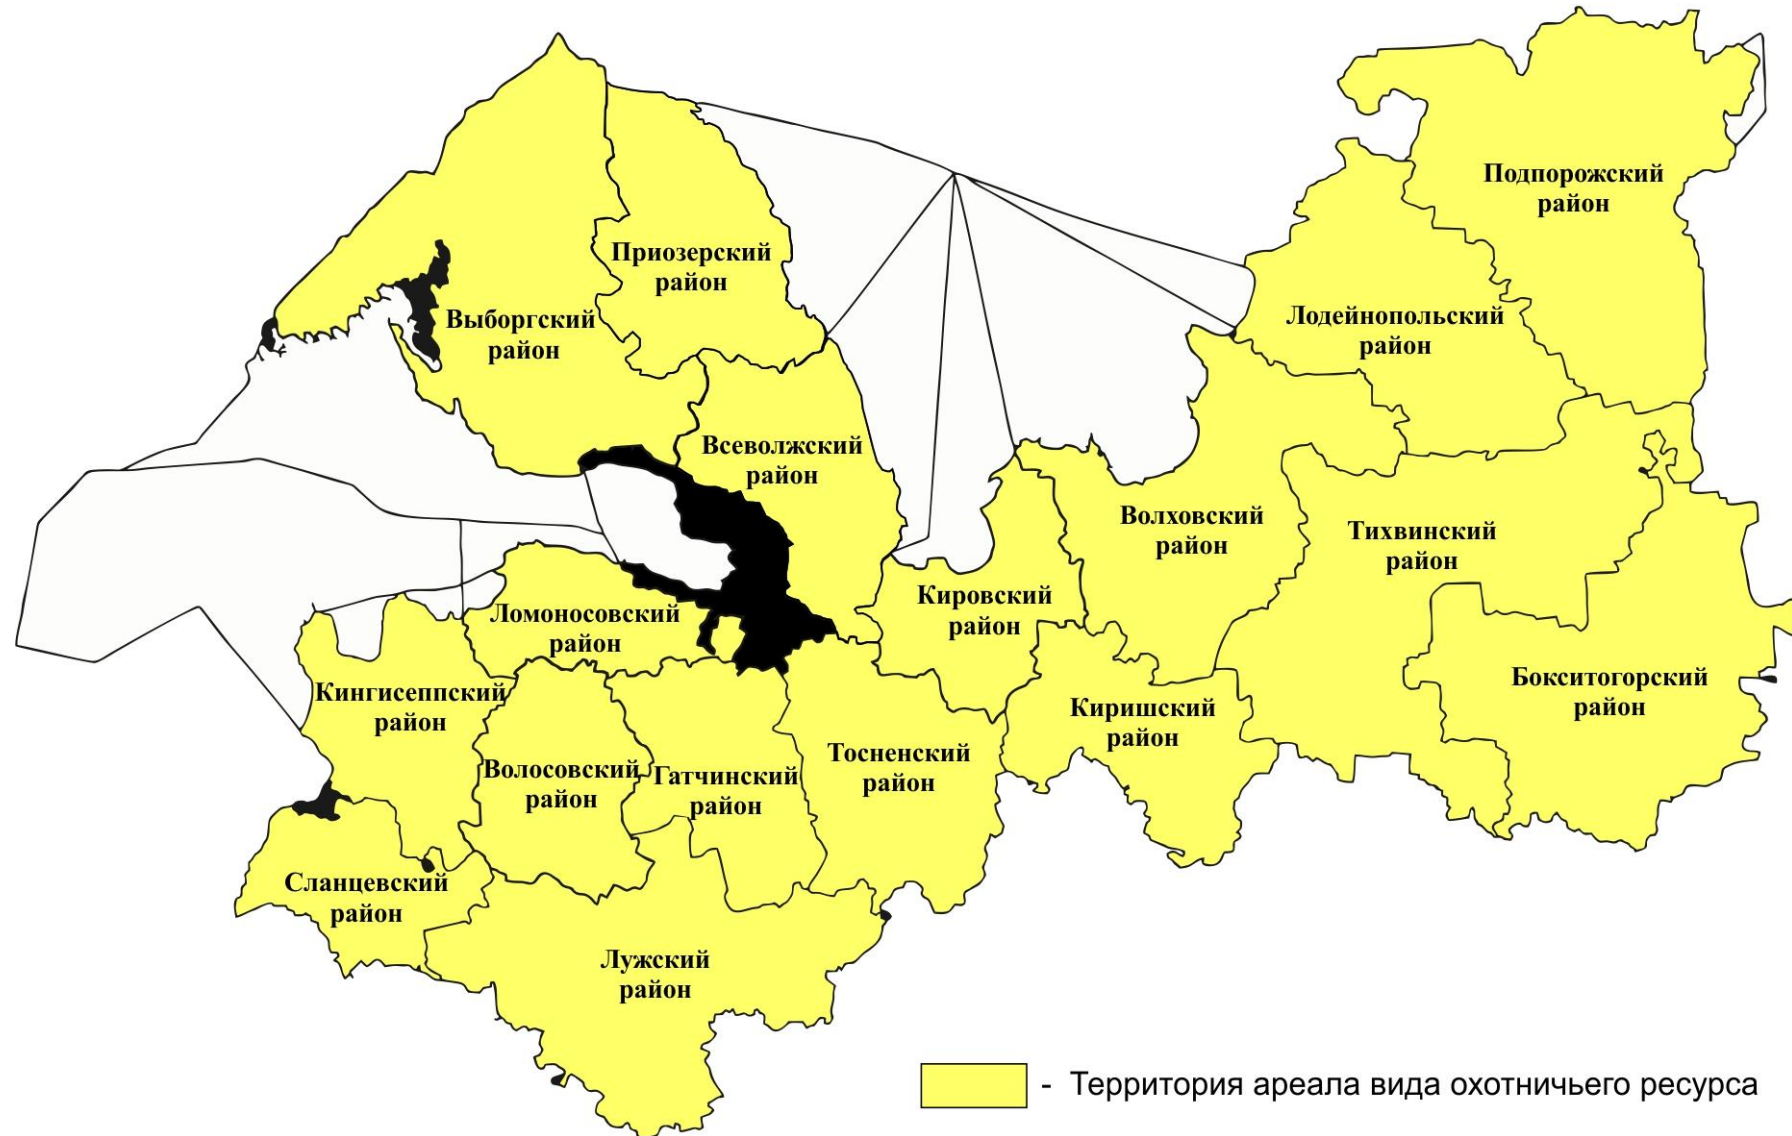 Подпорожский
район
Приозерский
район
Выборгский
район
Лодейнопольский
район
Всеволжский
район
Волховский
район
Тихвинский
район
Кировский
район
Ломоносовский
район
Кингисеппский
район
Бокситогорский
район
Киришский
район
Тосненский
район
Волосовский
район
Гатчинский
район
Сланцевский
район
Лужский
район
- Территория ареала вида охотничьего ресурса